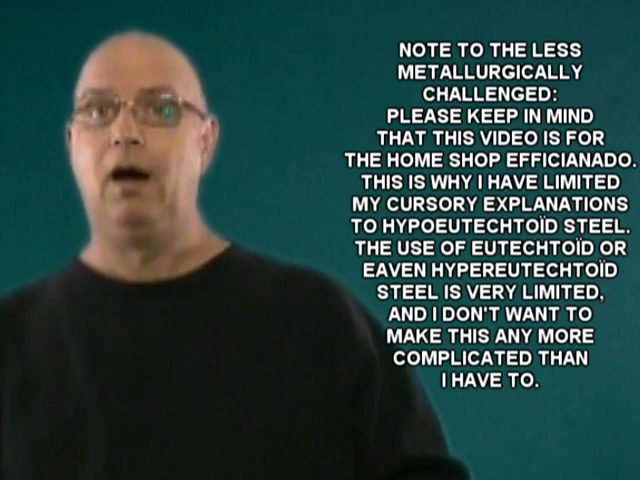 NOTE TO THE LESS
METALLURGICALLY
CHALLENGED:
PLEASE KEEP IN MIND
THAT THIS VIDEO IS FOR
THE HOME SHOP EFFICIANADO.
THIS IS WHY I HAVE LIMITED
MY CURSORY EXPLANATIONS
TO HYPOEUTECHTOÏD STEEL.
THE USE OF EUTECHTOÏD OR
EAVEN HYPEREUTECHTOÏD
STEEL IS VERY LIMITED,
AND I DON'T WANT TO
MAKE THIS ANY MORE
COMPLICATED THAN
I HAVE TO.